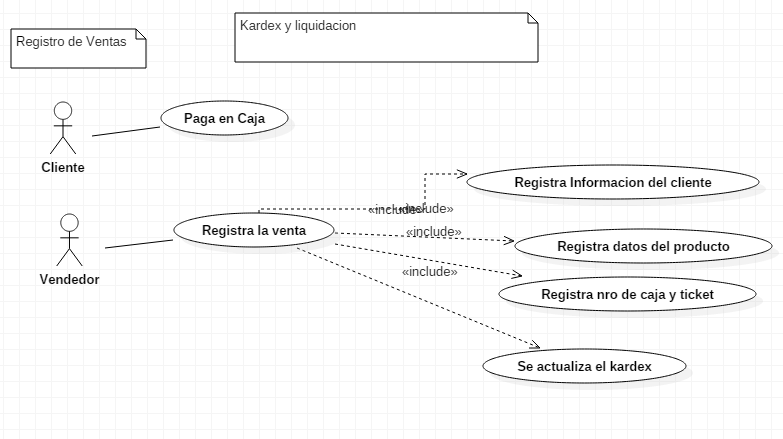 Registro de Ventas
Kardex y liquidacion
Paga en Caja
Cliente
Registra Informacion del cliente
«include»
«include»
Registra la venta
«include»
Registra datos del producto
Vendedor
«include»
Registra nro de caja y ticket
Se actualiza el kardex